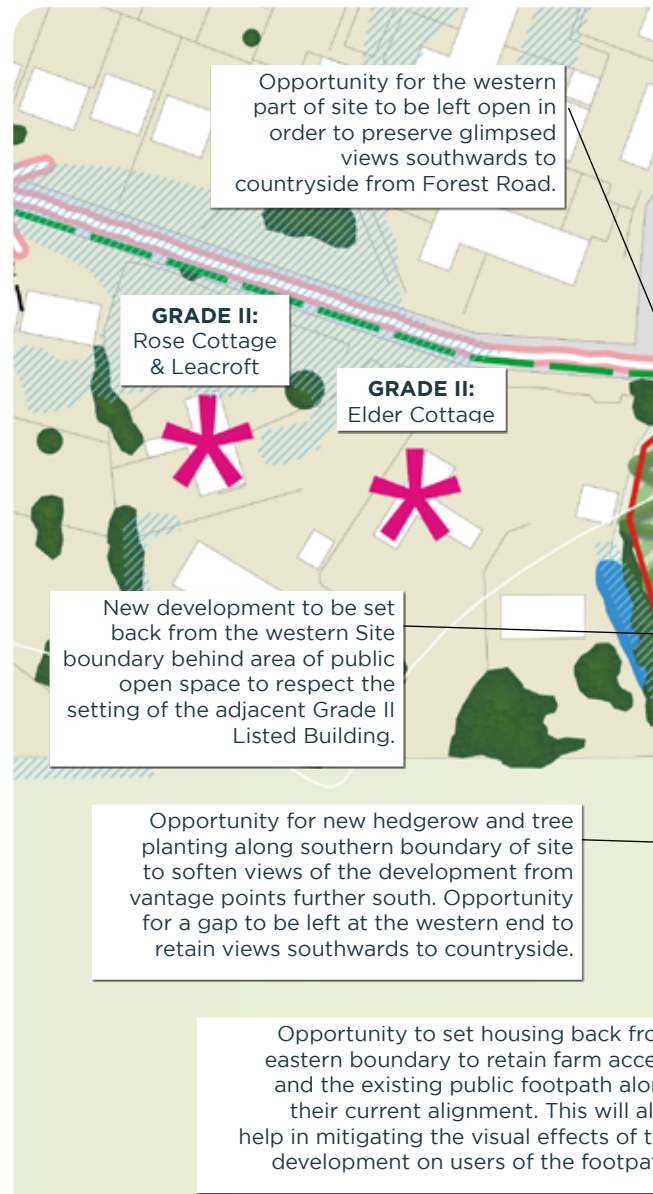 Opportunity for the western
part of site to be left open in
order to preserve glimpsed
views southwards to
countryside from Forest Road.
GRADE II:
Rose Cottage
& Leacroft
GRADE II:
Elder Cottage
New development to be set
back from the western Site
boundary behind area of public
open space to respect the
setting of the adjacent Grade II
Listed Building.
Opportunity for new hedgerow and tree
planting along southern boundary of site
to soften views of the development from
vantage points further south. Opportunity
for a gap to be left at the western end to
retain views southwards to countryside.
Opportunity to set housing back fro
eastern boundary to retain farm acce
and the existing public footpath alon
their current alignment. This will al
help in mitigating the visual effects of t
development on users of the footpat